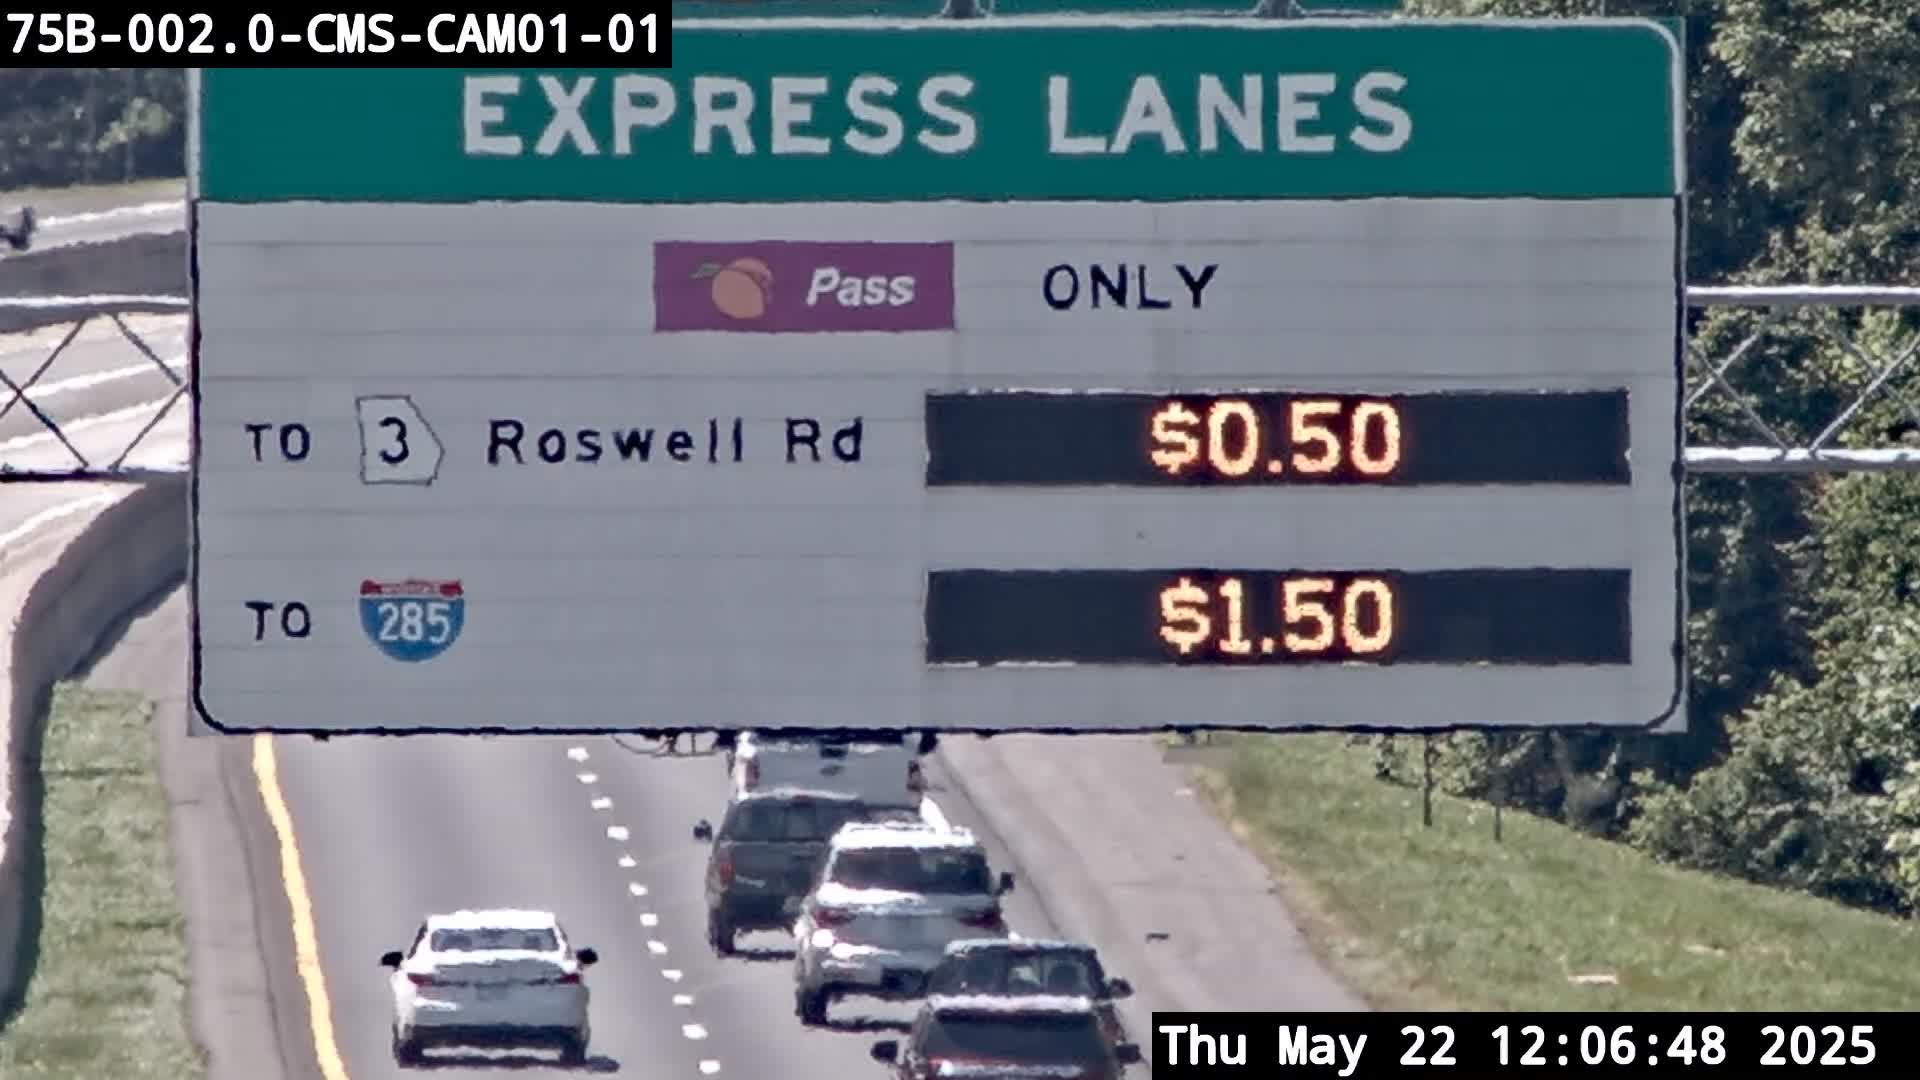 75B-002.0-CMS-CAM01-01
EXPRESS LANES
Pass ONLY
TO 3 Roswell Rd $0.50
TO 285 $1.50
Thu May 22 12:06:48 2025